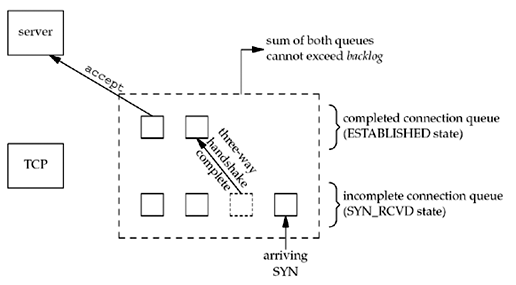 server
sum of both queues
cannot exceed backlog
accept
completed connection queue
(ESTABLISHED state)
three-way
handshake
complete
TCP
incomplete connection queue
(SYN_RCVD state)
arriving
SYN